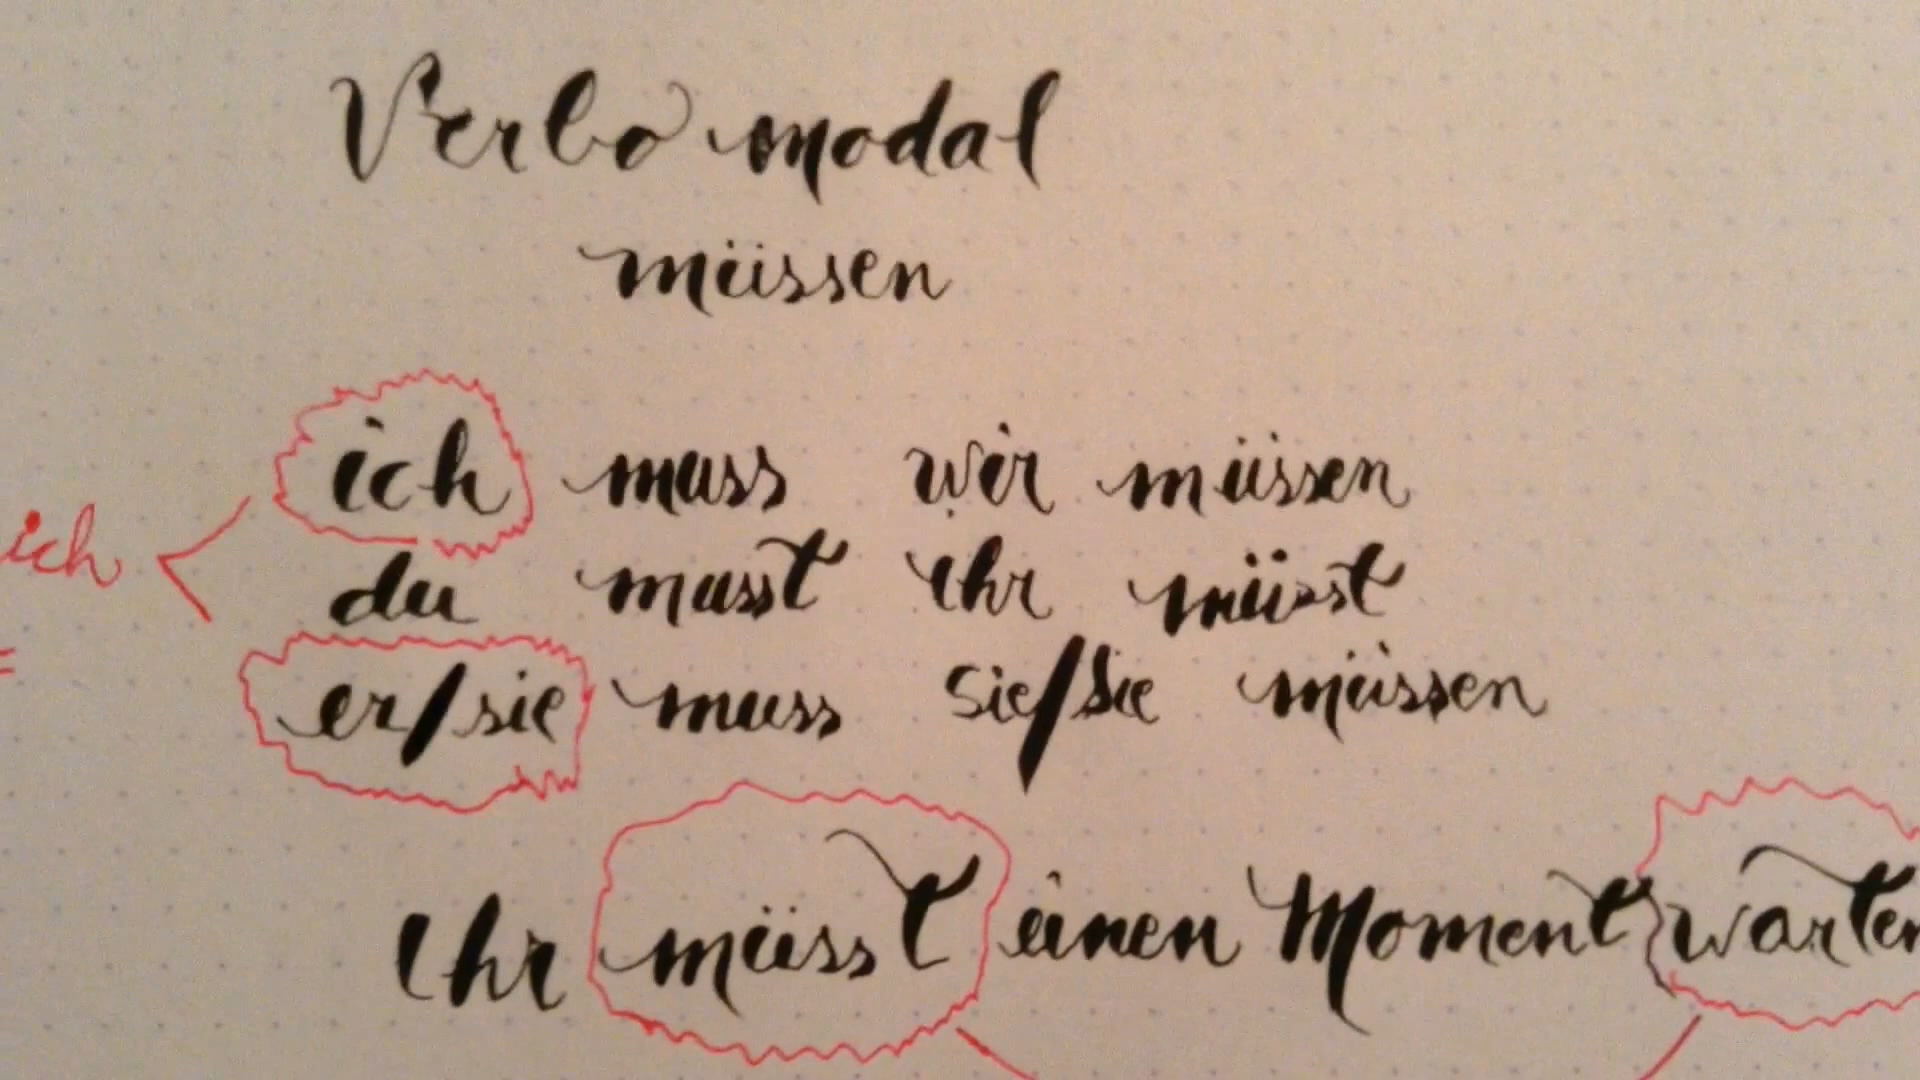 Verbo modal
müssen
ich muss wir müssen
ich
du musst ihr müsst
er/sie muss sie/Sie müssen
=
Ihr müsst einen Moment warten